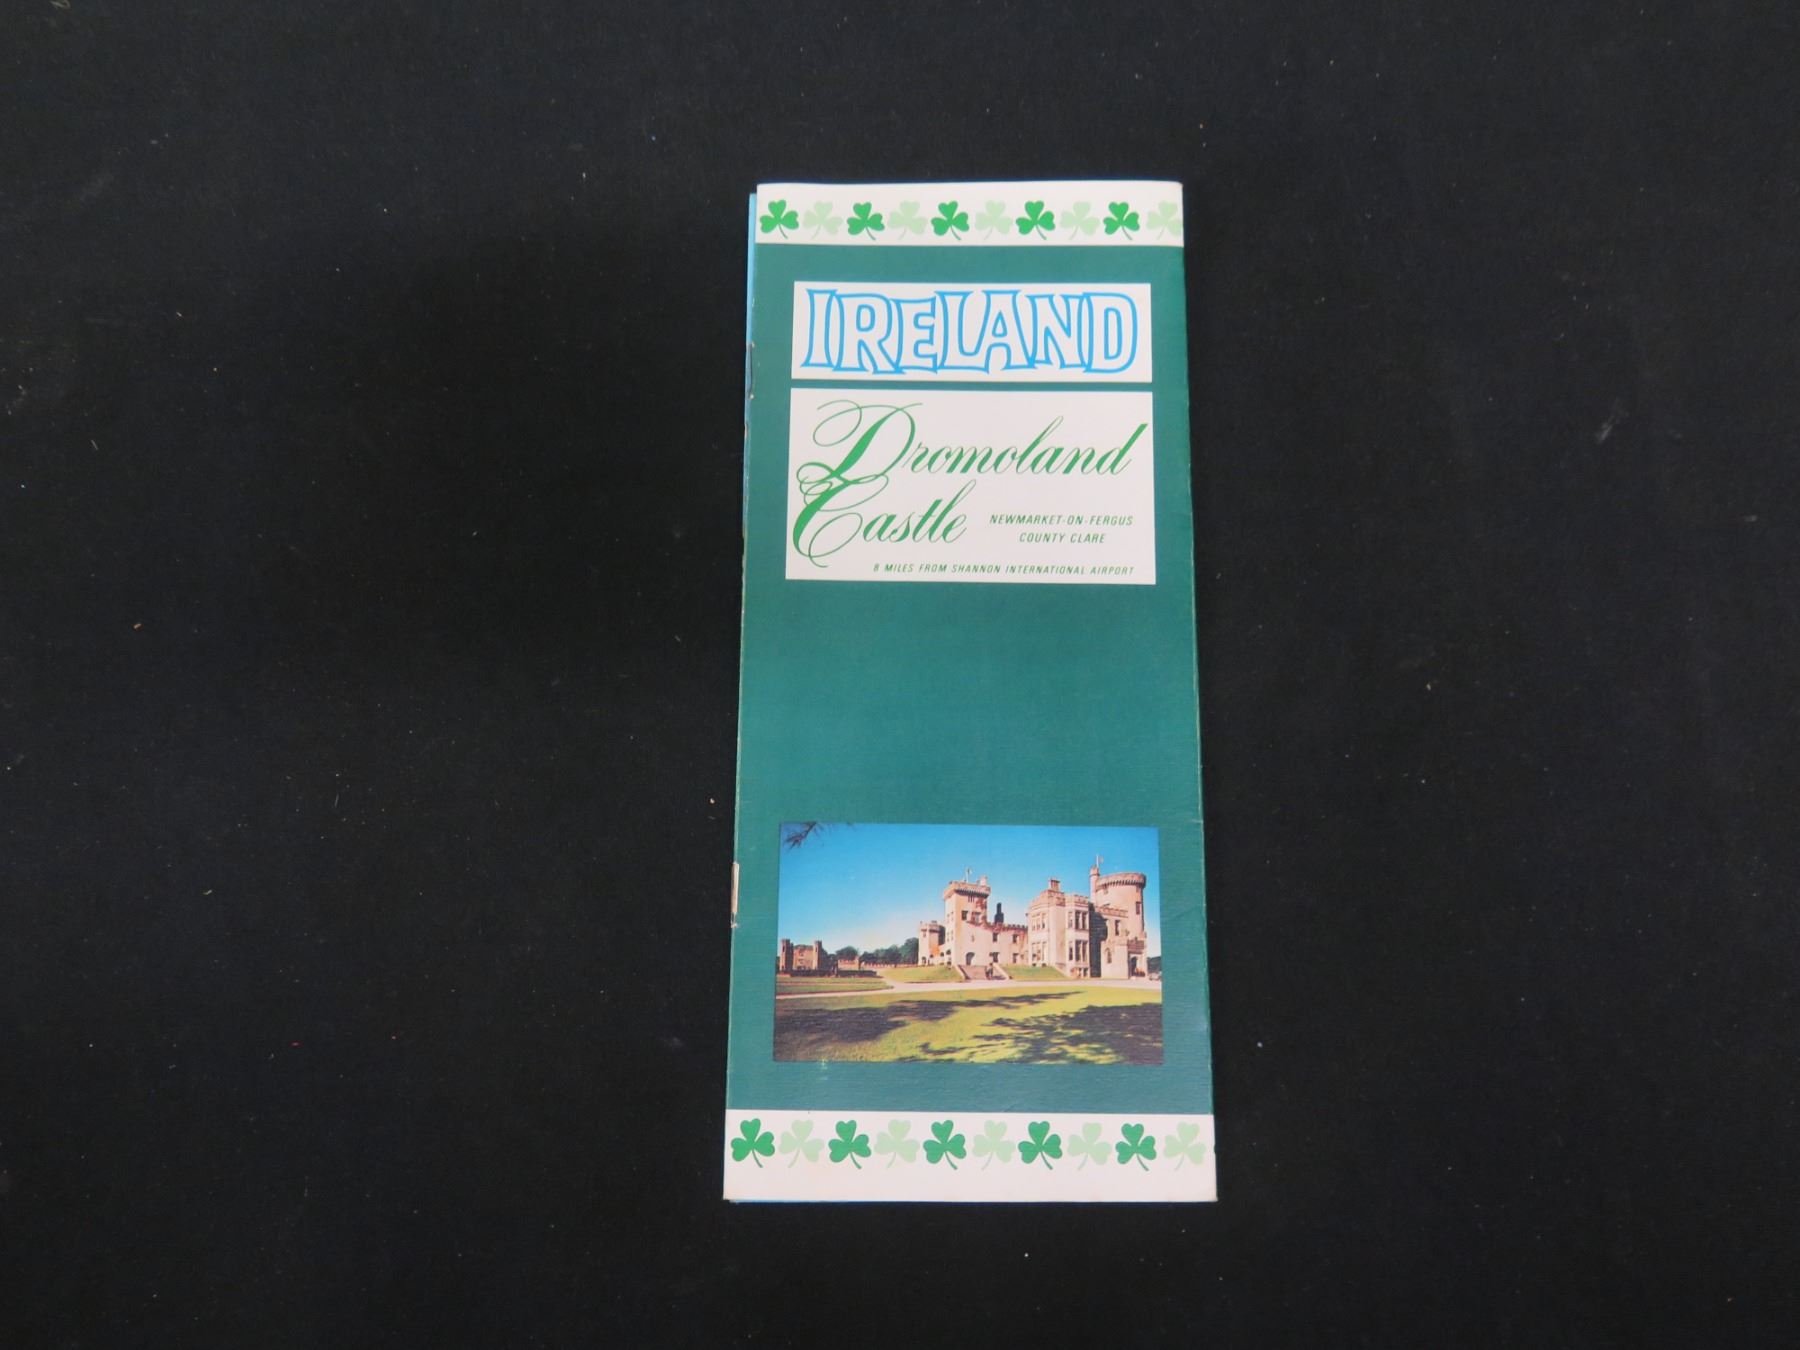 IRELAND
Dromoland
Castle
NEWMARKET-ON-FERGUS
COUNTY CLARE
8 MILES FROM SHANNON INTERNATIONAL AIRPORT